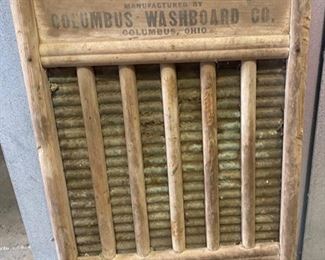 MANUFACTURED BY
COLUMBUS WASHBOARD CO.
COLUMBUS, OHIO